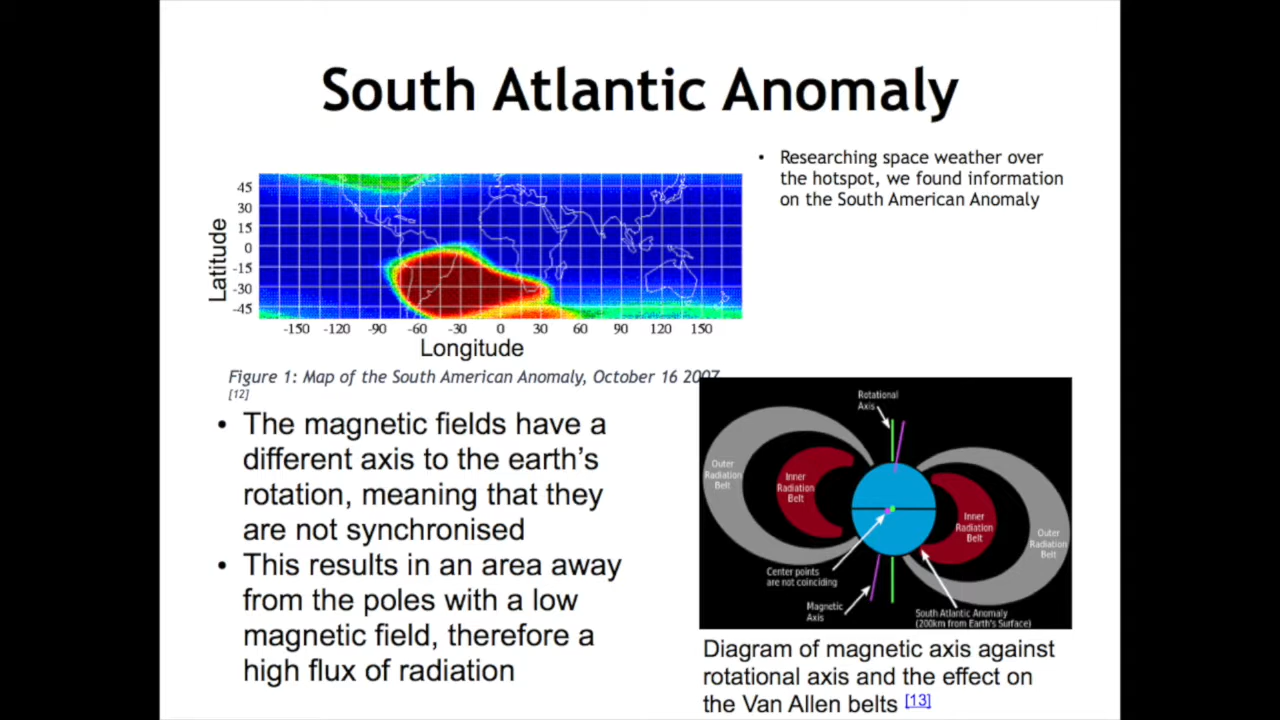 South Atlantic Anomaly
• Researching space weather over
the hotspot, we found information
on the South American Anomaly
Latitude
45
30
15
0
-15
-30
-45
-150 -120 -90 -60 -30 0 30 60 90 120 150
Longitude
Figure 1: Map of the South American Anomaly, October 16 2007
[12]
• The magnetic fields have a
different axis to the earth's
rotation, meaning that they
are not synchronised
• This results in an area away
from the poles with a low
magnetic field, therefore a
high flux of radiation
Rotational
Axis
Outer
Radiation
Belt
Inner
Radiation
Belt
Inner
Radiation
Belt
Outer
Radiation
Belt
Center points
are not coinciding
Magnetic
Axis
South Atlantic Anomaly
(200km from Earth's Surface)
Diagram of magnetic axis against
rotational axis and the effect on
the Van Allen belts [13]